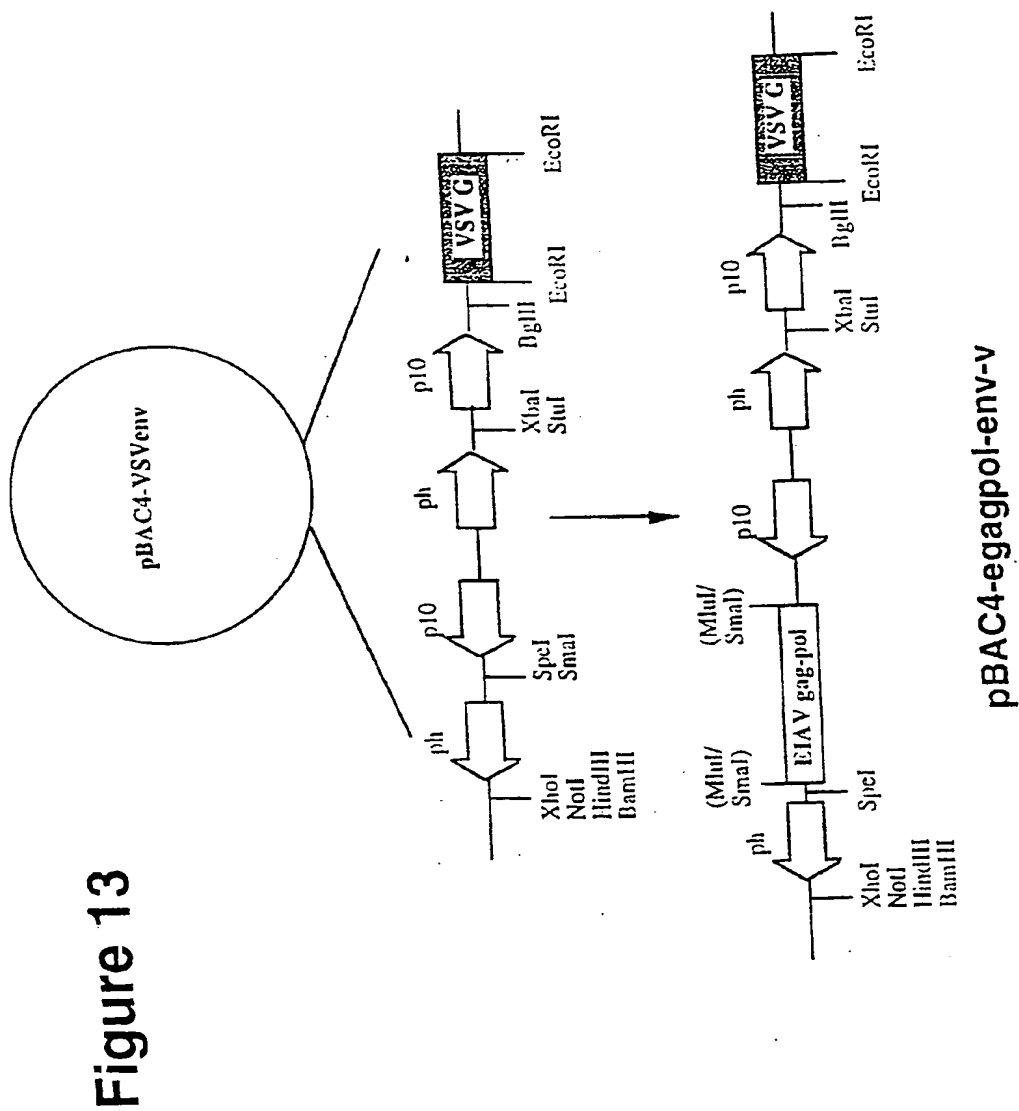 Figure 13
pBAC4-VSVenv
ph
p10
ph
p10
VSV G
XhoI
NotI
HindIII
BamHI
SpeI
SmaI
XbaI
StuI
BglII
EcoRI
EcoRI
ph
(MluI/
SmaI)
EIAV gag-pol
(MluI/
SmaI)
p10
ph
p10
VSV G
XhoI
NotI
HindIII
BamHI
SpeI
XbaI
StuI
BglII
EcoRI
EcoRI
pBAC4-egagpol-env-v